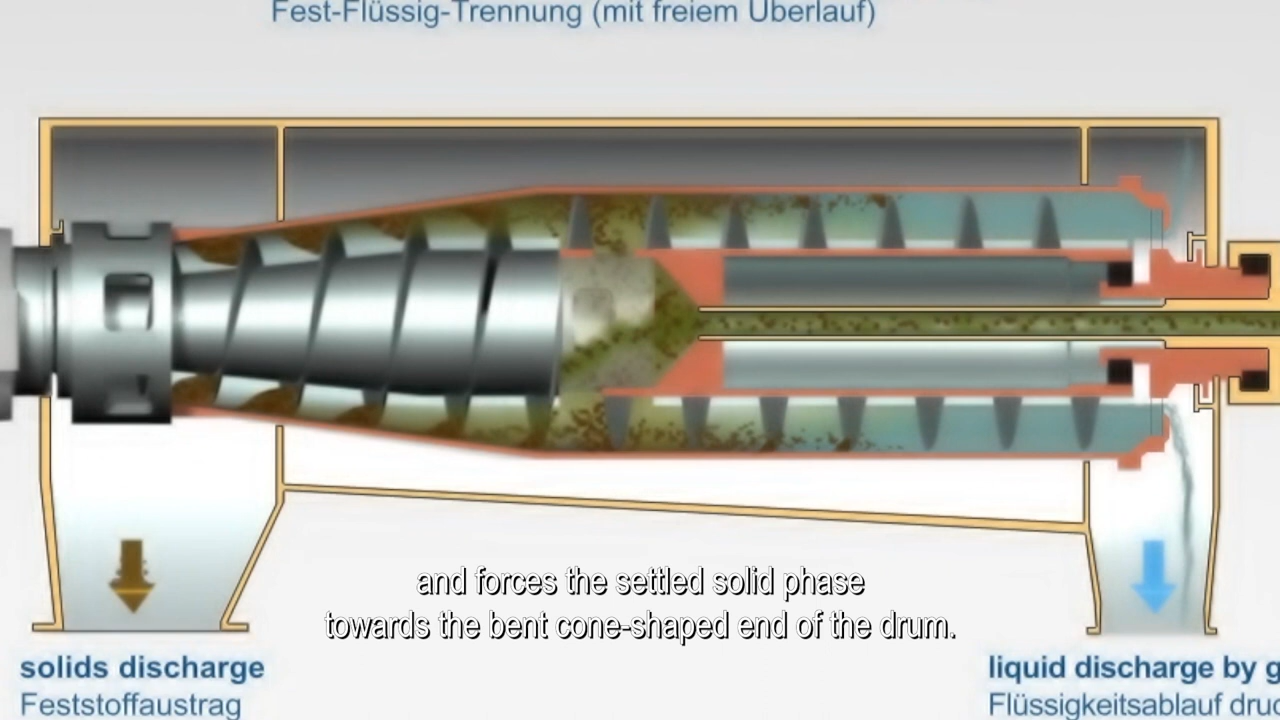 Fest-Flüssig-Trennung (mit freiem Überlauf)
and forces the settled solid phase
towards the bent cone-shaped end of the drum.
solids discharge
Feststoffaustrag
liquid discharge by g
Flüssigkeitsablauf druc